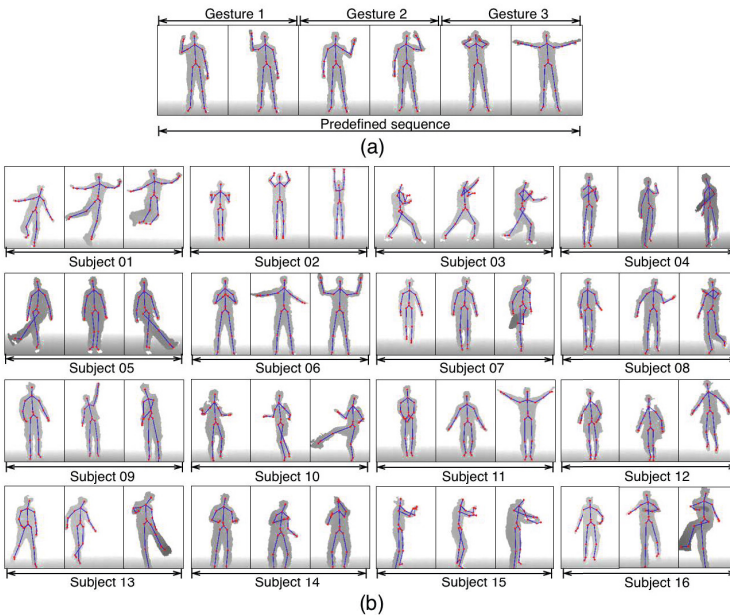 Gesture 1 Gesture 2 Gesture 3
Predefined sequence
(a)
Subject 01 Subject 02 Subject 03 Subject 04
Subject 05 Subject 06 Subject 07 Subject 08
Subject 09 Subject 10 Subject 11 Subject 12
Subject 13 Subject 14 Subject 15 Subject 16
(b)